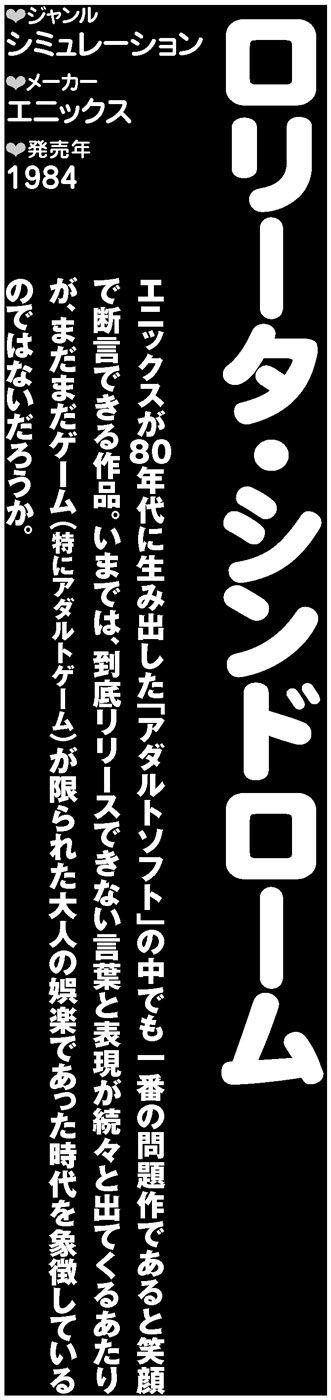 ロリータ・シンドローム
❤ジャンル
シミュレーション
❤メーカー
エニックス
❤発売年
1984
エニックスが80年代に生み出した「アダルトソフト」の中でも一番の問題作であると笑顔
で断言できる作品。いまでは、到底リリースできない言葉と表現が続々と出てくるあたり
が、まだまだゲーム（特にアダルトゲーム）が限られた大人の娯楽であった時代を象徴している
のではないだろうか。